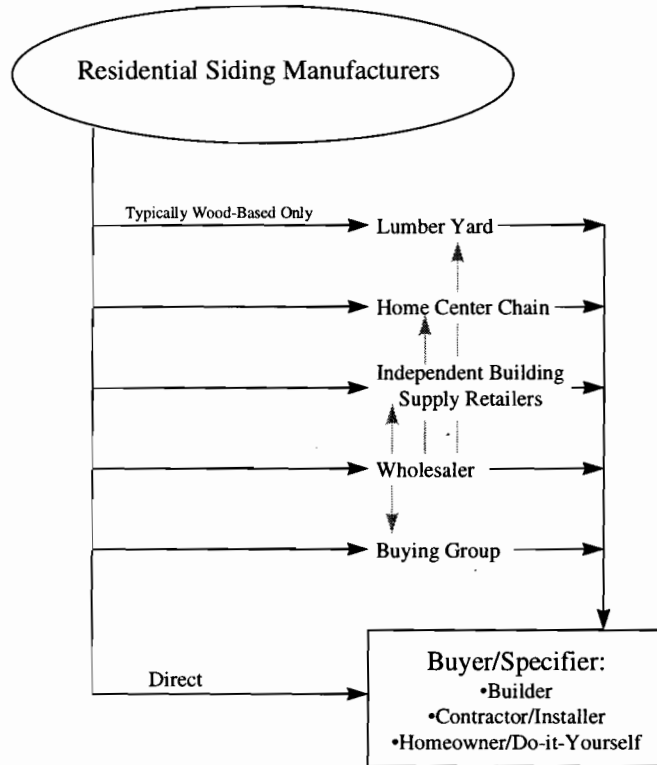 Residential Siding Manufacturers
Typically Wood-Based Only
Lumber Yard
Home Center Chain
Independent Building
Supply Retailers
Wholesaler
Buying Group
Direct
Buyer/Specifier:
•Builder
•Contractor/Installer
•Homeowner/Do-it-Yourself